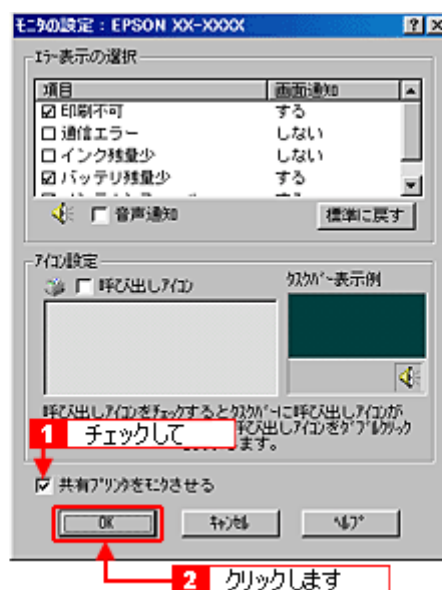 モニタの設定 : EPSON XX-XXXX
エラー表示の選択
項目 画面通知
印刷不可 する
通信エラー しない
インク残量少 しない
バッテリ残量少 する
音声通知 標準に戻す
アイコン設定
呼び出しアイコン タスクバー表示例
呼び出しアイコンをチェックするとタスクバーに呼び出しアイコンが
呼び出しアイコンをダブルクリック
します。
1 チェックして
共有プリンタをモニタさせる
OK キャンセル ヘルプ
2 クリックします